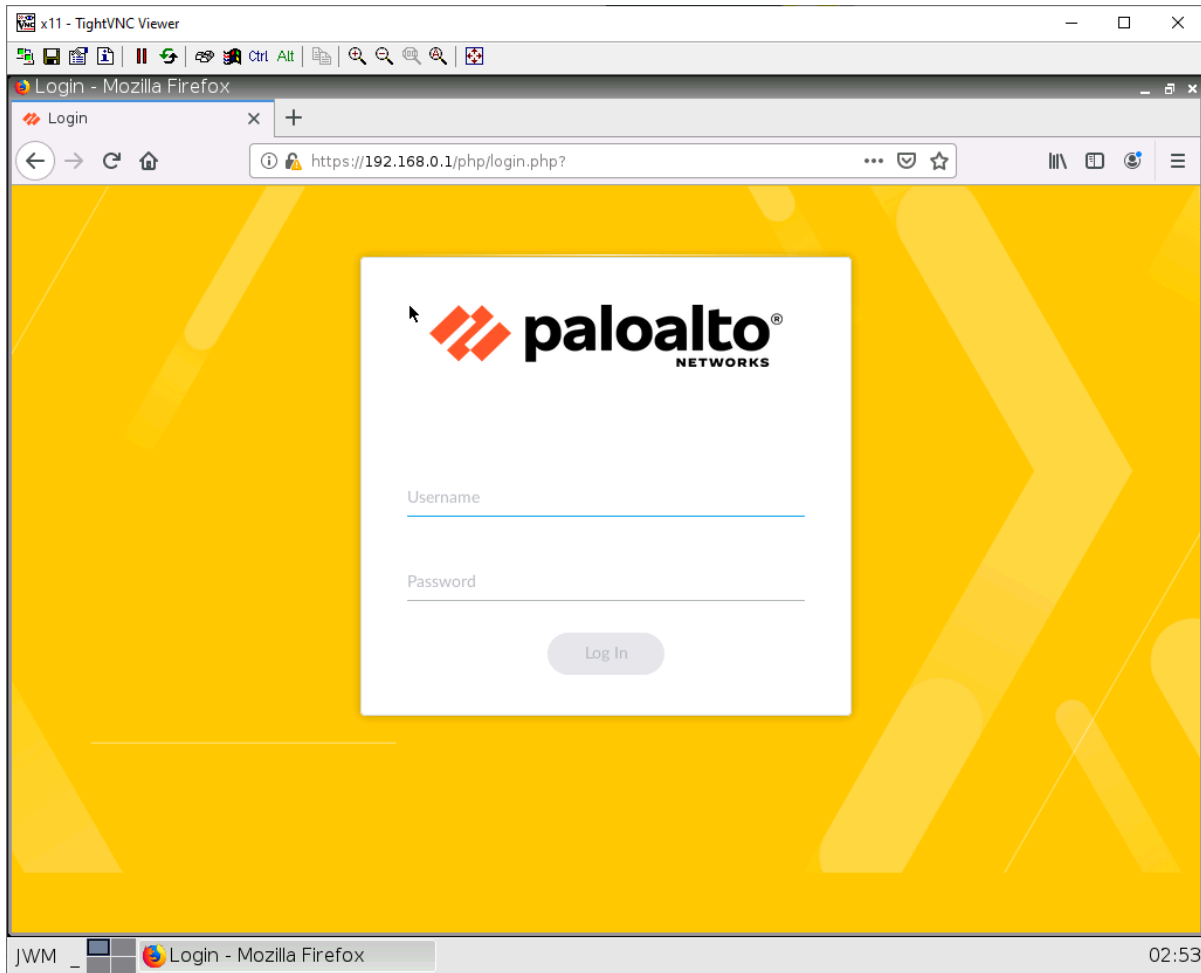 x11 - TightVNC Viewer
Ctrl Alt
Login - Mozilla Firefox
Login
https://192.168.0.1/php/login.php?
paloalto®
NETWORKS
Username
Password
Log In
JWM
Login - Mozilla Firefox
02:53